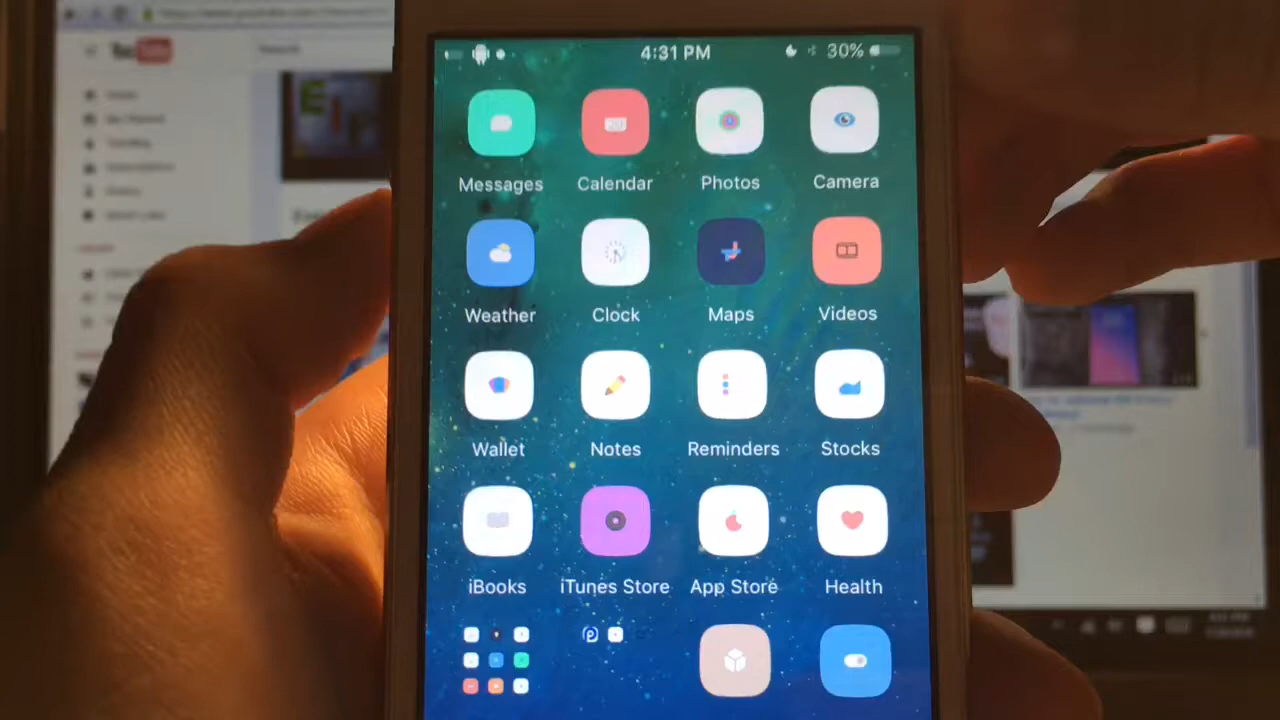 4:31 PM
30%
Messages Calendar Photos Camera
Weather Clock Maps Videos
Wallet Notes Reminders Stocks
iBooks iTunes Store App Store Health